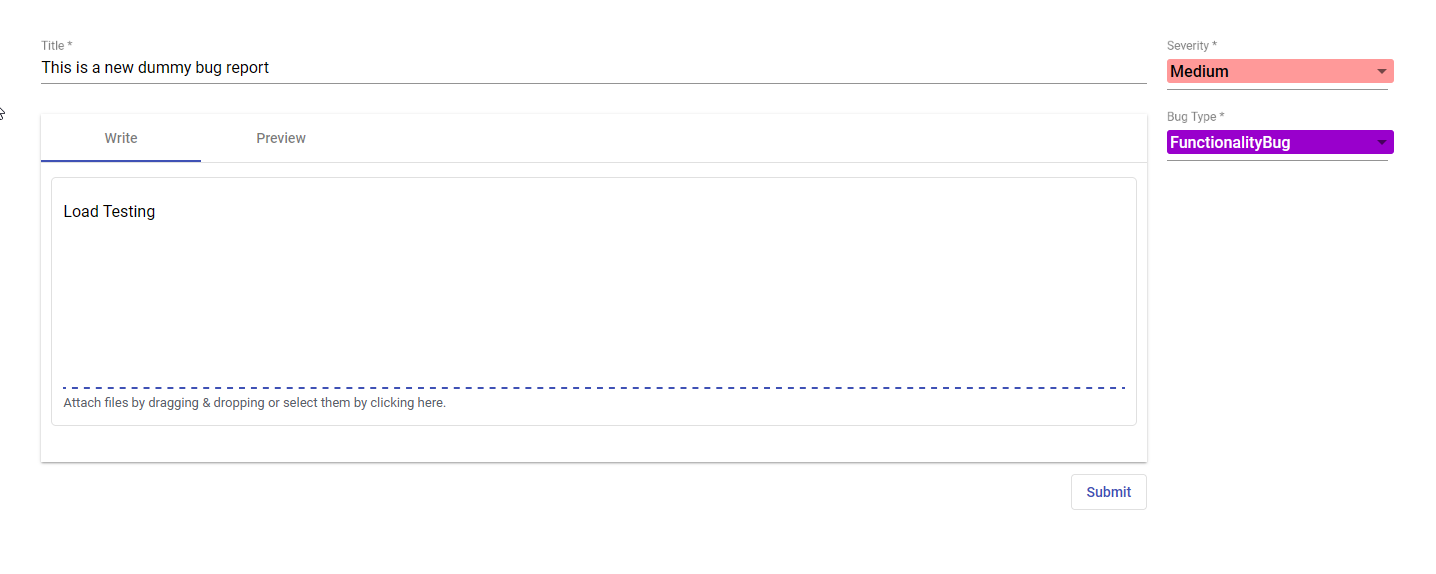 Title *
This is a new dummy bug report
Severity *
Medium
Bug Type *
FunctionalityBug
Write Preview
Load Testing
Attach files by dragging & dropping or select them by clicking here.
Submit